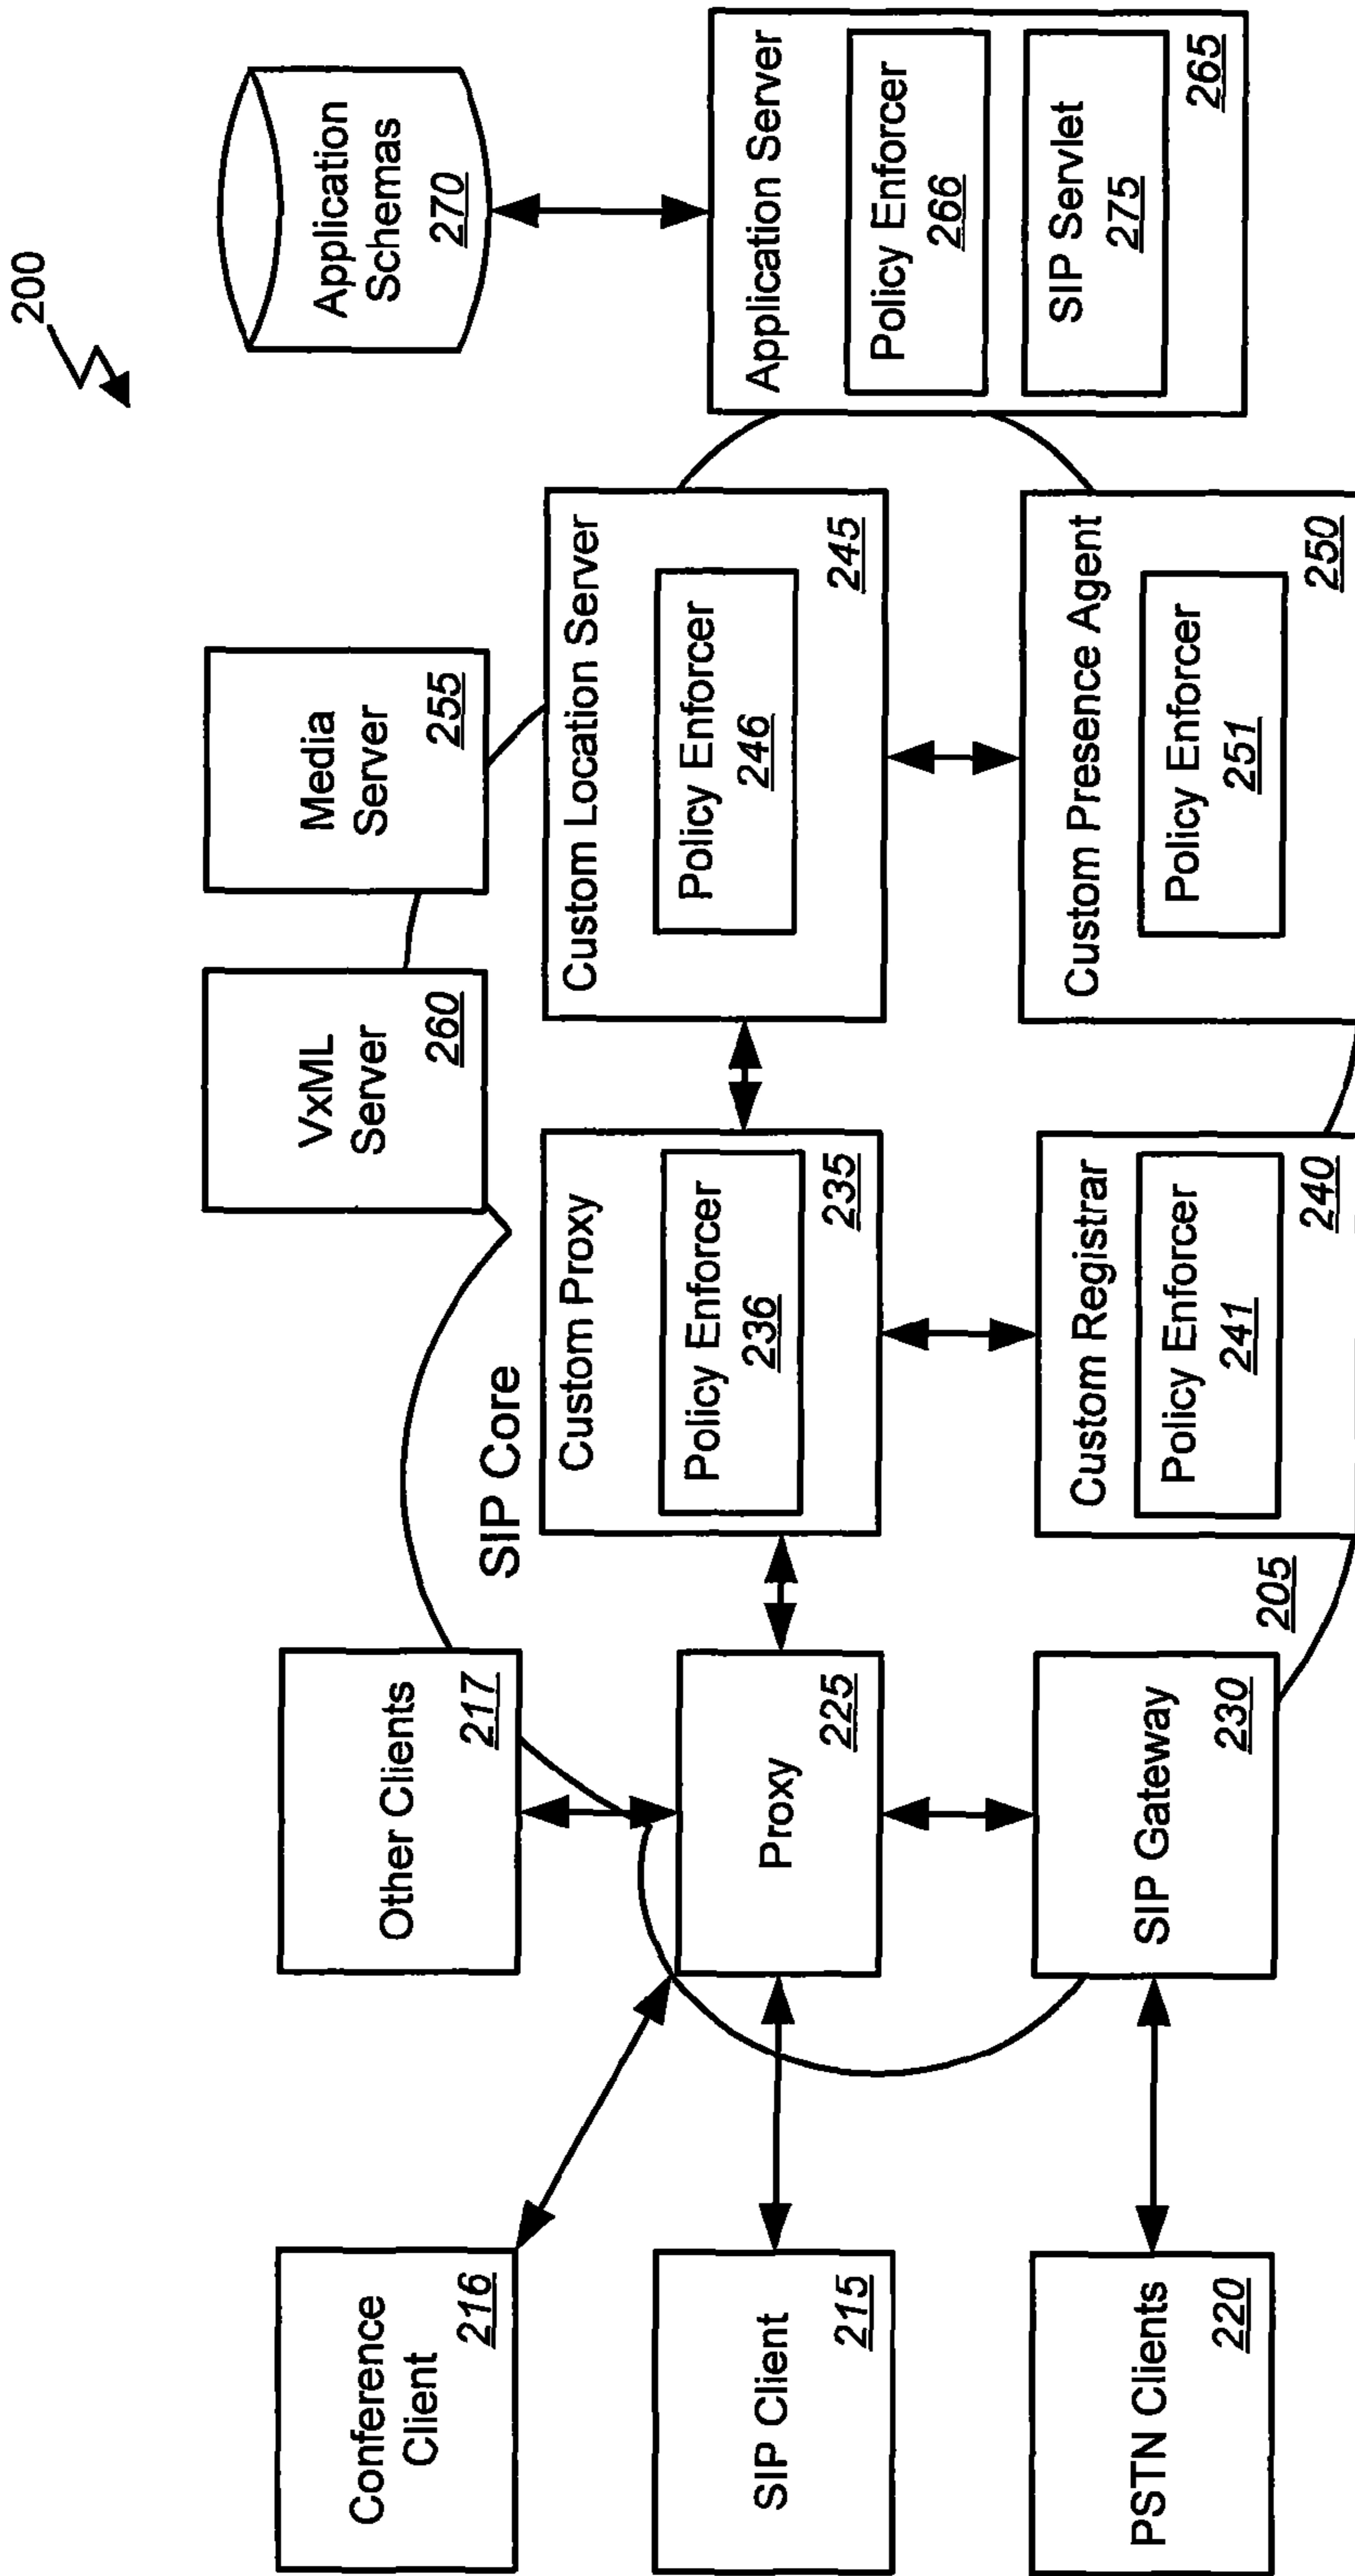 200
Conference
Client
216
SIP Client
215
PSTN Clients
220
Other Clients
217
Proxy
225
SIP Gateway
230
205
SIP Core
Custom Proxy
Policy Enforcer
236
235
Custom Registrar
Policy Enforcer
241
240
VxML
Server
260
Media
Server
255
Custom Location Server
Policy Enforcer
246
245
Custom Presence Agent
Policy Enforcer
251
250
Application
Schemas
270
Application Server
Policy Enforcer
266
SIP Servlet
275
265